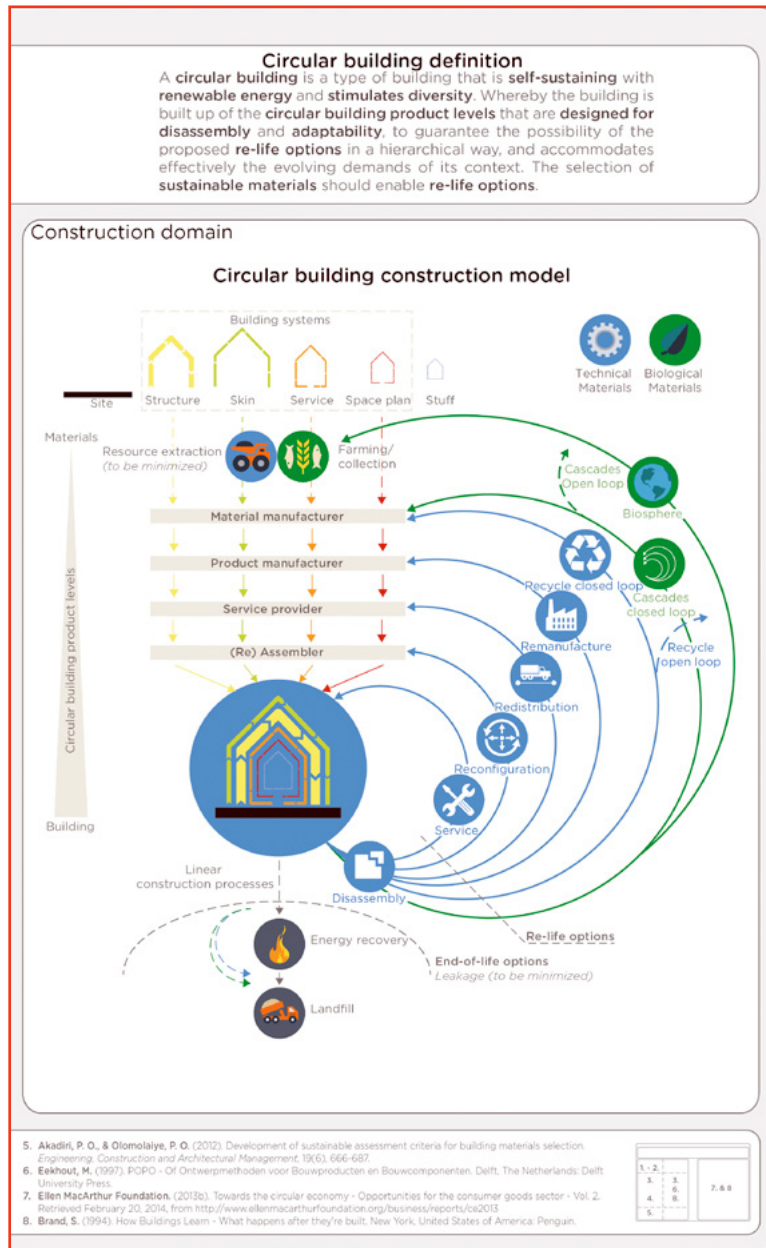 Circular building definition
A circular building is a type of building that is self-sustaining with
renewable energy and stimulates diversity. Whereby the building is
built up of the circular building product levels that are designed for
disassembly and adaptability, to guarantee the possibility of the
proposed re-life options in a hierarchical way, and accommodates
effectively the evolving demands of its context. The selection of
sustainable materials should enable re-life options.
Construction domain
Circular building construction model
Building systems
Site
Structure
Skin
Service
Space plan
Stuff
Technical
Materials
Biological
Materials
Materials
Resource extraction
(to be minimized)
Farming/
collection
Cascades
Open loop
Biosphere
Material manufacturer
Product manufacturer
Recycle closed loop
Cascades
closed loop
Service provider
Remanufacture
Recycle
open loop
(Re) Assembler
Redistribution
Circular building product levels
Reconfiguration
Building
Service
Linear
construction processes
Disassembly
Re-life options
Energy recovery
End-of-life options
Leakage (to be minimized)
Landfill
5. Akadiri, P. O., & Olomolaiye, P. O. (2012). Development of sustainable assessment criteria for building materials selection.
Engineering, Construction and Architectural Management, 19(6), 666-687.
6. Eekhout, M. (1997). POPO - Of Ontwerpmethoden voor Bouwproducten en Bouwcomponenten. Delft, The Netherlands: Delft
University Press.
7. Ellen MacArthur Foundation. (2013b). Towards the circular economy - Opportunities for the consumer goods sector - Vol. 2.
Retrieved February 20, 2014, from http://www.ellenmacarthurfoundation.org/business/reports/ce2013
8. Brand, S. (1994). How Buildings Learn - What happens after they're built. New York, United States of America: Penguin.
1. - 2.
3. 3.
6.
4. 8.
5.
7. & 8